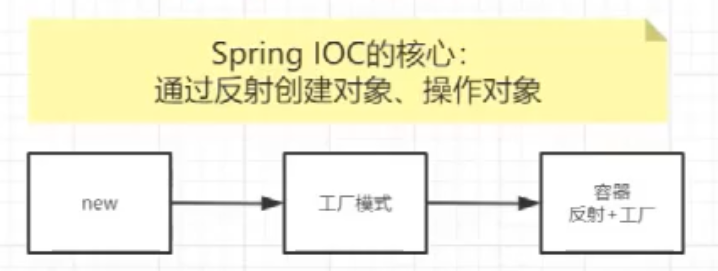 Spring IOC的核心：
通过反射创建对象、操作对象
new
工厂模式
容器
反射+工厂